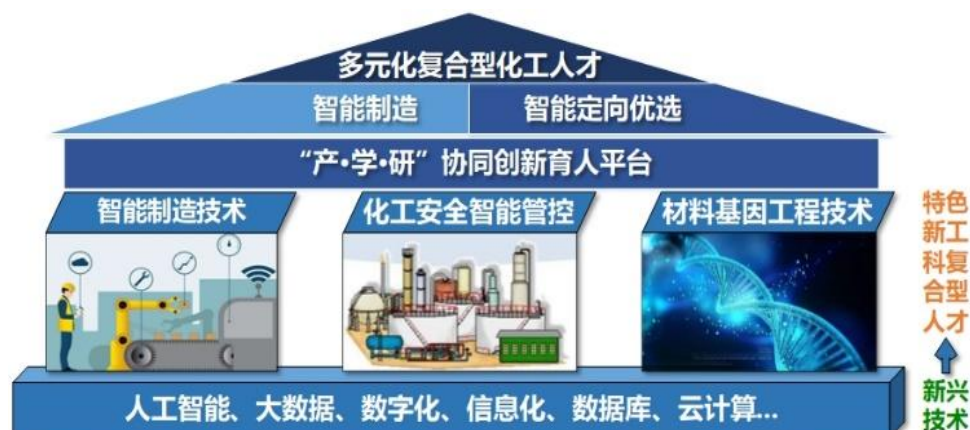 多元化复合型化工人才
智能制造
智能定向优选
“产·学·研”协同创新育人平台
智能制造技术
化工安全智能管控
材料基因工程技术
人工智能、大数据、数字化、信息化、数据库、云计算...
特色
新工
科复
合型
人才
新兴
技术